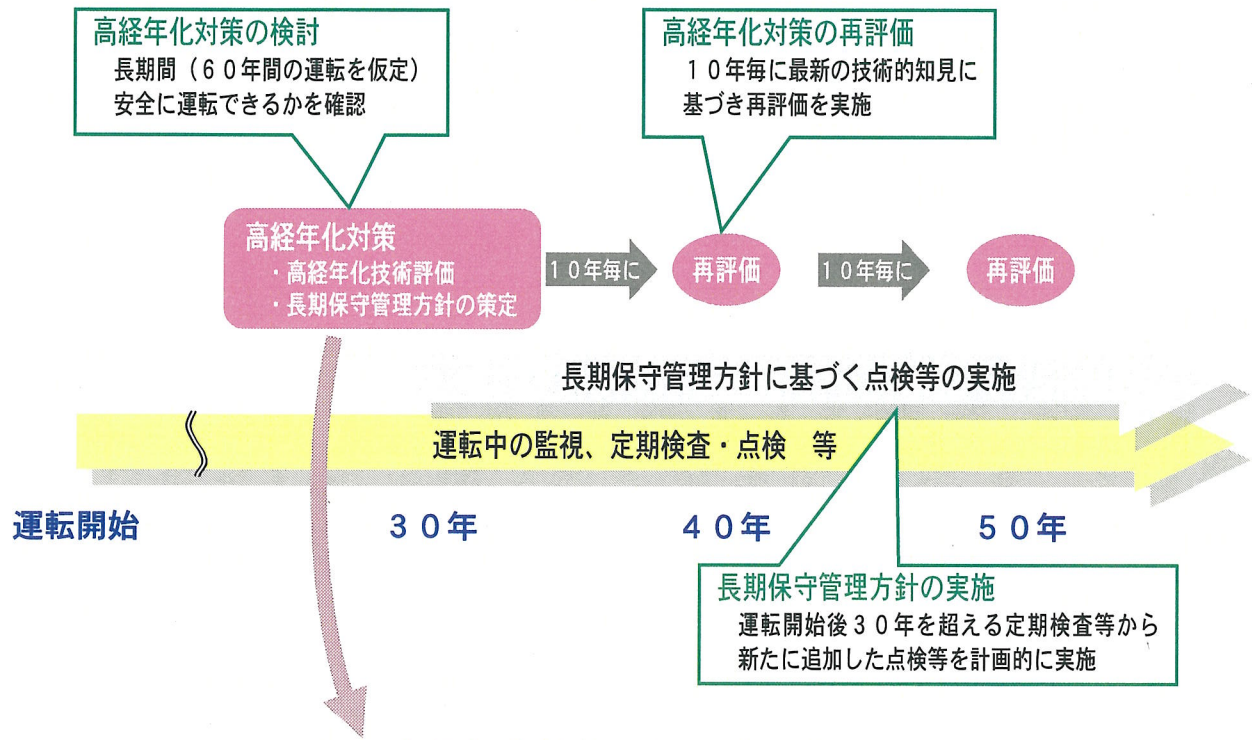 高経年化対策の検討
長期間(60年間の運転を仮定)
安全に運転できるかを確認
高経年化対策の再評価
10年毎に最新の技術的知見に
基づき再評価を実施
高経年化対策
・高経年化技術評価
・長期保守管理方針の策定
10年毎に
再評価
10年毎に
再評価
長期保守管理方針に基づく点検等の実施
運転中の監視、定期検査・点検 等
運転開始
30年
40年
50年
長期保守管理方針の実施
運転開始後30年を超える定期検査等から
新たに追加した点検等を計画的に実施